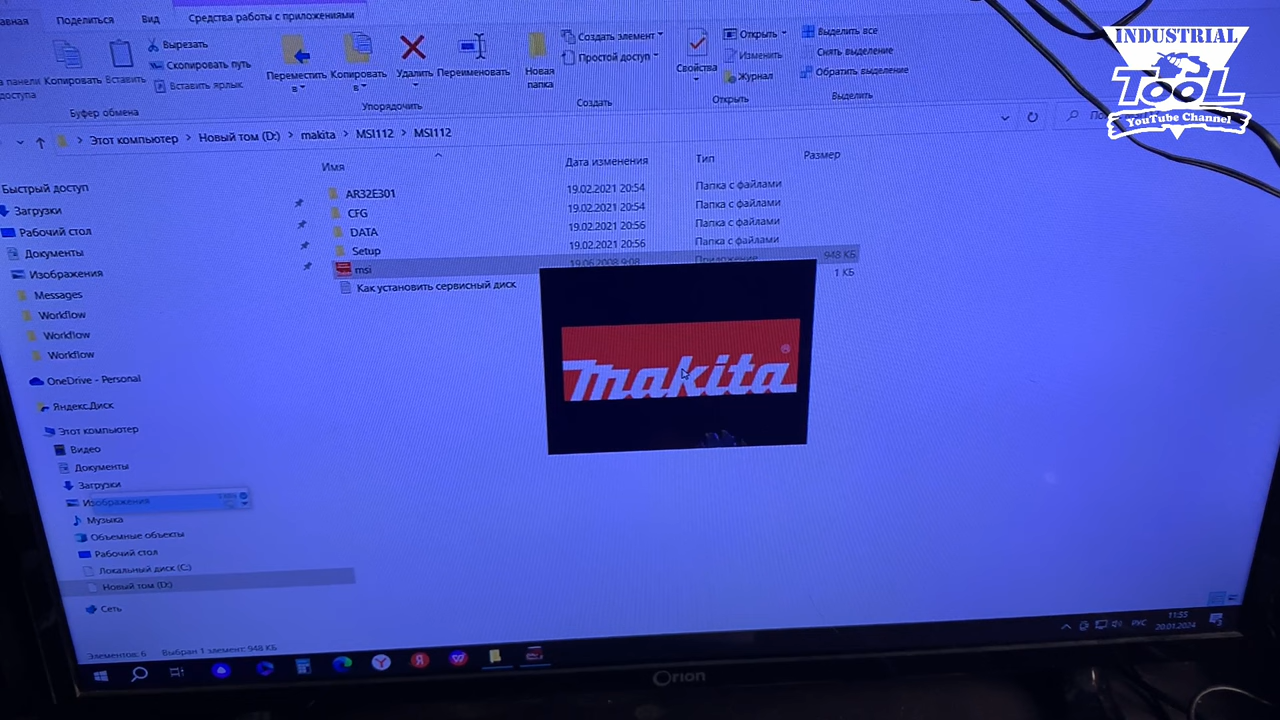 Поделиться
Вид
Средства работы с приложениями
Копировать
Вставить
Вырезать
Скопировать путь
Вставить ярлык
Буфер обмена
Переместить в
Копировать в
Удалить
Переименовать
Упорядочить
Новая папка
Создать элемент
Простой доступ
Создать
Свойства
Открыть
Изменить
Журнал
Открыть
Выделить все
Снять выделение
Обратить выделение
Выделить
INDUSTRIAL
TOOL
YouTube Channel
Этот компьютер > Новый том (D:) > makita > MSI112 > MSI112
Имя Дата изменения Тип Размер
AR32E301 19.02.2021 20:54 Папка с файлами
CFG 19.02.2021 20:54 Папка с файлами
DATA 19.02.2021 20:56 Папка с файлами
Setup 19.02.2021 20:56 Папка с файлами
msi 19.06.2008 9:08 Приложение 948 КБ
Как установить сервисный диск 1 КБ
makita®
Быстрый доступ
Загрузки
Рабочий стол
Документы
Изображения
Messages
Workflow
Workflow
Workflow
OneDrive - Personal
Яндекс.Диск
Этот компьютер
Видео
Документы
Загрузки
Изображения
Музыка
Объемные объекты
Рабочий стол
Локальный диск (C:)
Новый том (D:)
Сеть
Элементов: 6 Выбран 1 элемент: 948 КБ
РУС
11:55
20.01.2024
Orion